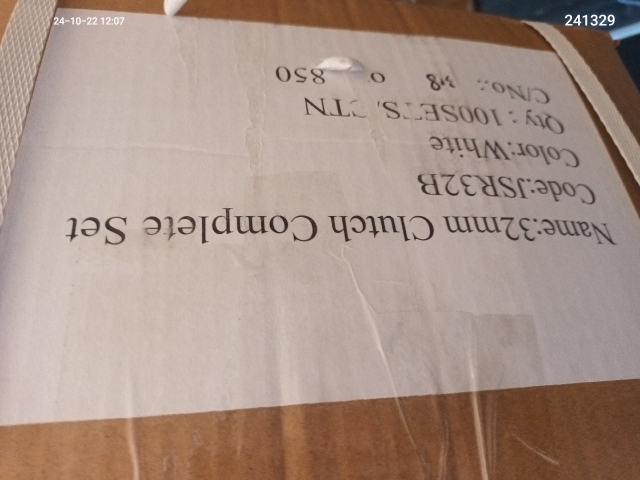 24-10-22 12:07
241329
Name:32mm Clutch Complete Set
Code:JSR32B
Color:White
Qty : 100SETS/CTN
C/No.: 348 o 850